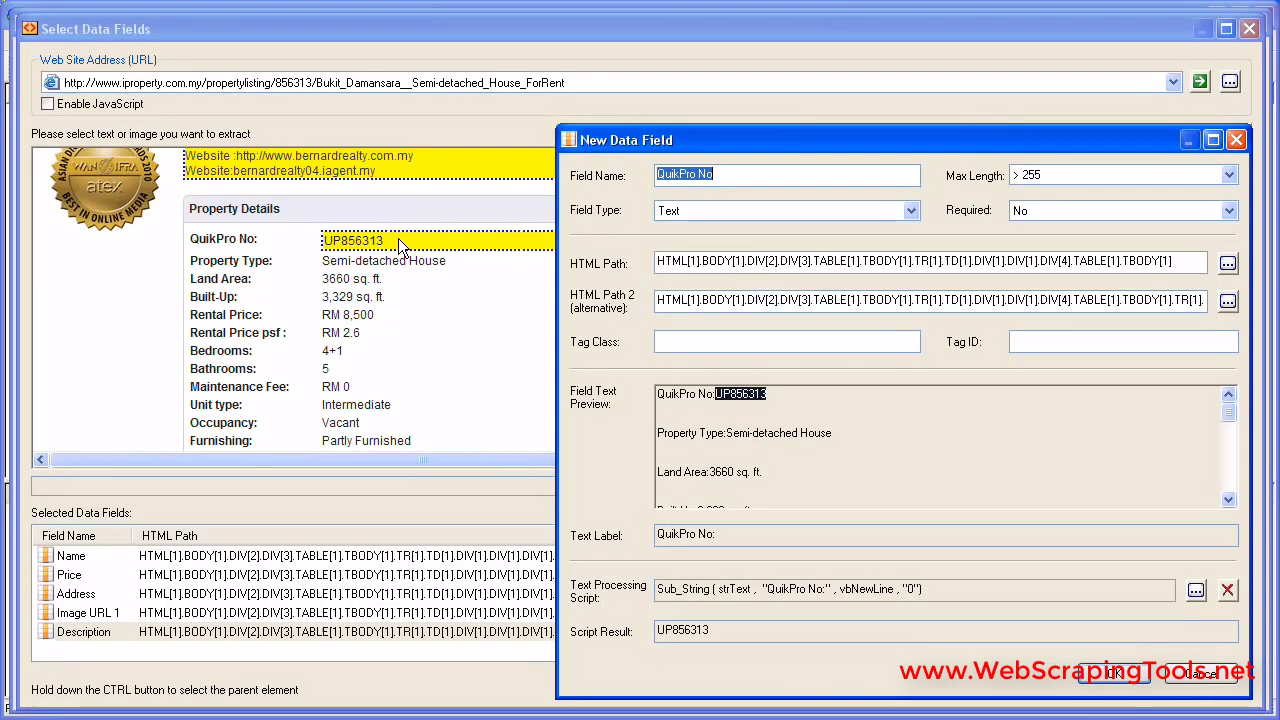 Select Data Fields
Web Site Address (URL)
http://www.iproperty.com.my/propertylisting/856313/Bukit_Damansara__Semi-detached_House_ForRent
Enable JavaScript
Please select text or image you want to extract
WAN IFRA
atex
BEST IN ONLINE MEDIA
Website :http://www.bernardrealty.com.my
Website:bernardrealty04.iagent.my
Property Details
QuikPro No: UP856313
Property Type: Semi-detached House
Land Area: 3660 sq. ft.
Built-Up: 3,329 sq. ft.
Rental Price: RM 8,500
Rental Price psf : RM 2.6
Bedrooms: 4+1
Bathrooms: 5
Maintenance Fee: RM 0
Unit type: Intermediate
Occupancy: Vacant
Furnishing: Partly Furnished
Selected Data Fields:
Field Name HTML Path
Name HTML[1].BODY[1].DIV[2].DIV[3].TABLE[1].TBODY[1].TR[1].TD[1].DIV[1].DIV[1].DIV[
Price HTML[1].BODY[1].DIV[2].DIV[3].TABLE[1].TBODY[1].TR[1].TD[1].DIV[1].DIV[1].DIV[
Address HTML[1].BODY[1].DIV[2].DIV[3].TABLE[1].TBODY[1].TR[1].TD[1].DIV[1].DIV[1].DIV[
Image URL 1 HTML[1].BODY[1].DIV[2].DIV[3].TABLE[1].TBODY[1].TR[1].TD[1].DIV[1].DIV[1].DIV[
Description HTML[1].BODY[1].DIV[2].DIV[3].TABLE[1].TBODY[1].TR[1].TD[1].DIV[1].DIV[1].DIV[
Hold down the CTRL button to select the parent element
New Data Field
Field Name: QuikPro No Max Length: > 255
Field Type: Text Required: No
HTML Path: HTML[1].BODY[1].DIV[2].DIV[3].TABLE[1].TBODY[1].TR[1].TD[1].DIV[1].DIV[1].DIV[4].TABLE[1].TBODY[1]
HTML Path 2 (alternative): HTML[1].BODY[1].DIV[2].DIV[3].TABLE[1].TBODY[1].TR[1].TD[1].DIV[1].DIV[1].DIV[4].TABLE[1].TBODY[1].TR[1].
Tag Class: Tag ID:
Field Text Preview: QuikPro No:UP856313
Property Type:Semi-detached House
Land Area:3660 sq. ft.
Text Label: QuikPro No:
Text Processing Script: Sub_String ( strText , "QuikPro No:" , vbNewLine , "0")
Script Result: UP856313
www.WebScrapingTools.net
OK Cancel